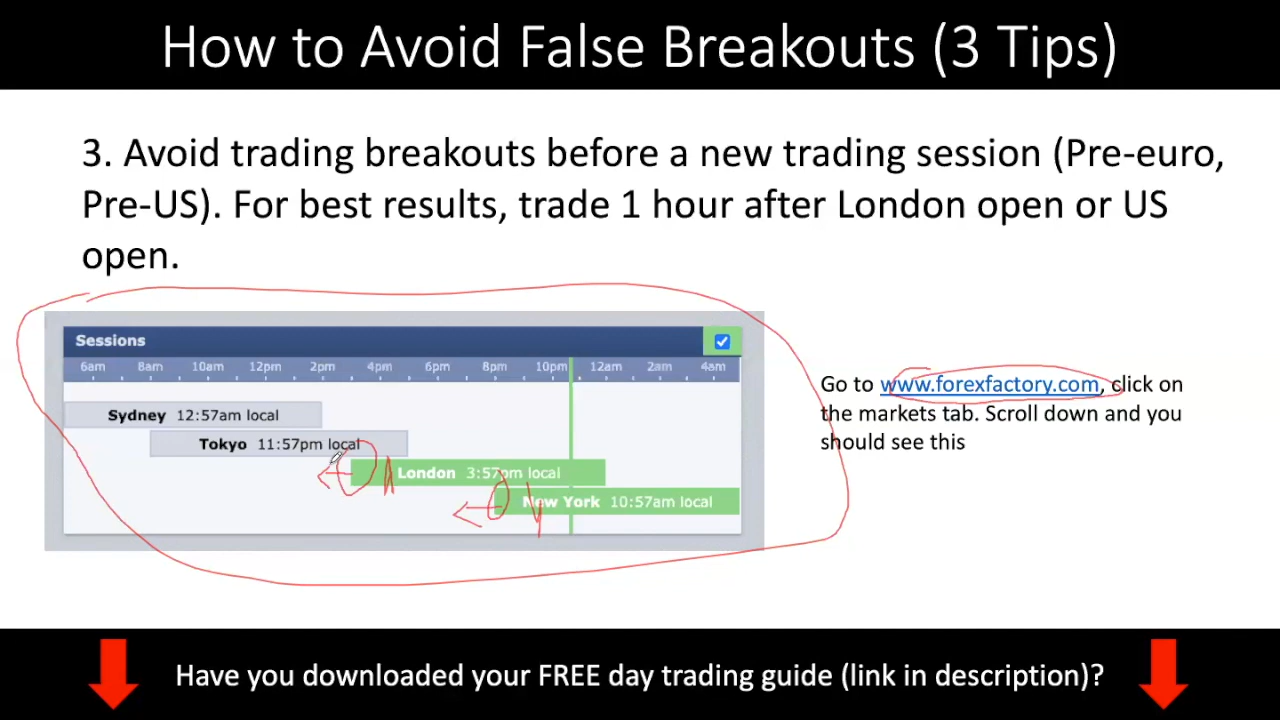 How to Avoid False Breakouts (3 Tips)
3. Avoid trading breakouts before a new trading session (Pre-euro,
Pre-US). For best results, trade 1 hour after London open or US
open.
Sessions
6am 8am 10am 12pm 2pm 4pm 6pm 8pm 10pm 12am 2am 4am
Sydney 12:57am local
Tokyo 11:57pm local
London 3:57pm local
New York 10:57am local
Go to www.forexfactory.com, click on
the markets tab. Scroll down and you
should see this
Have you downloaded your FREE day trading guide (link in description)?